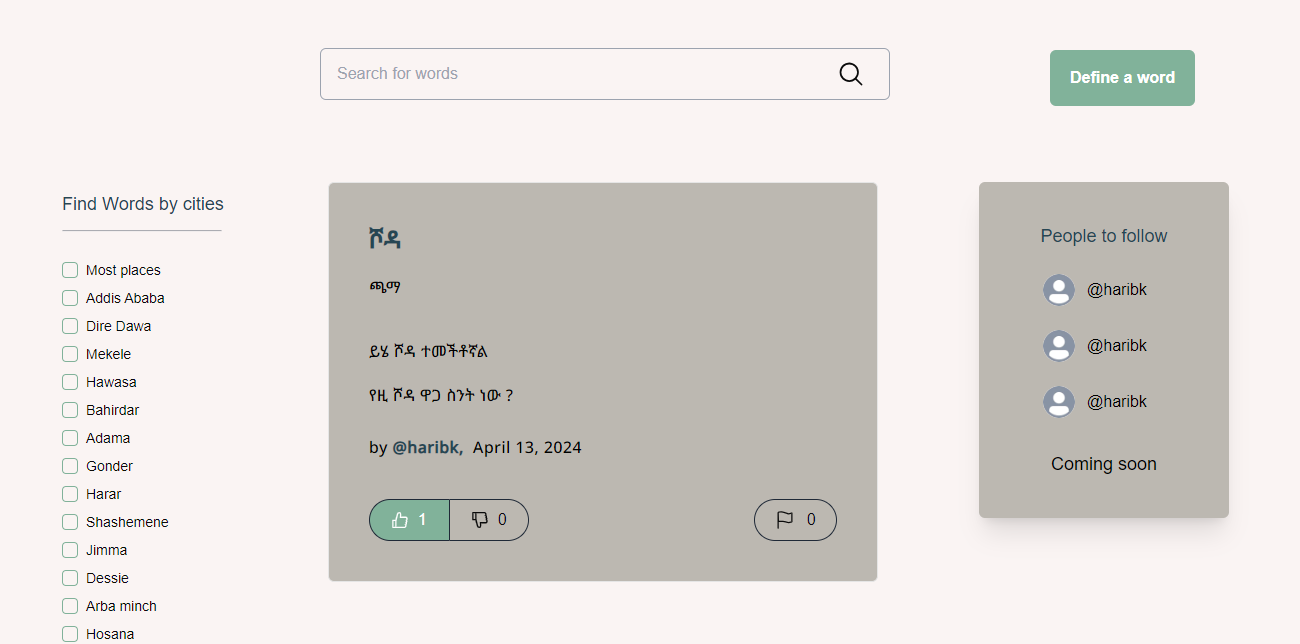 Search for words
Define a word
Find Words by cities
Most places
Addis Ababa
Dire Dawa
Mekele
Hawasa
Bahirdar
Adama
Gonder
Harar
Shashemene
Jimma
Dessie
Arba minch
Hosana
ሾዳ
ጫማ
ይሄ ሾዳ ተመችቶኛል
የዚ ሾዳ ዋጋ ስንት ነው ?
by @haribk, April 13, 2024
1 0 0
People to follow
@haribk
@haribk
@haribk
Coming soon